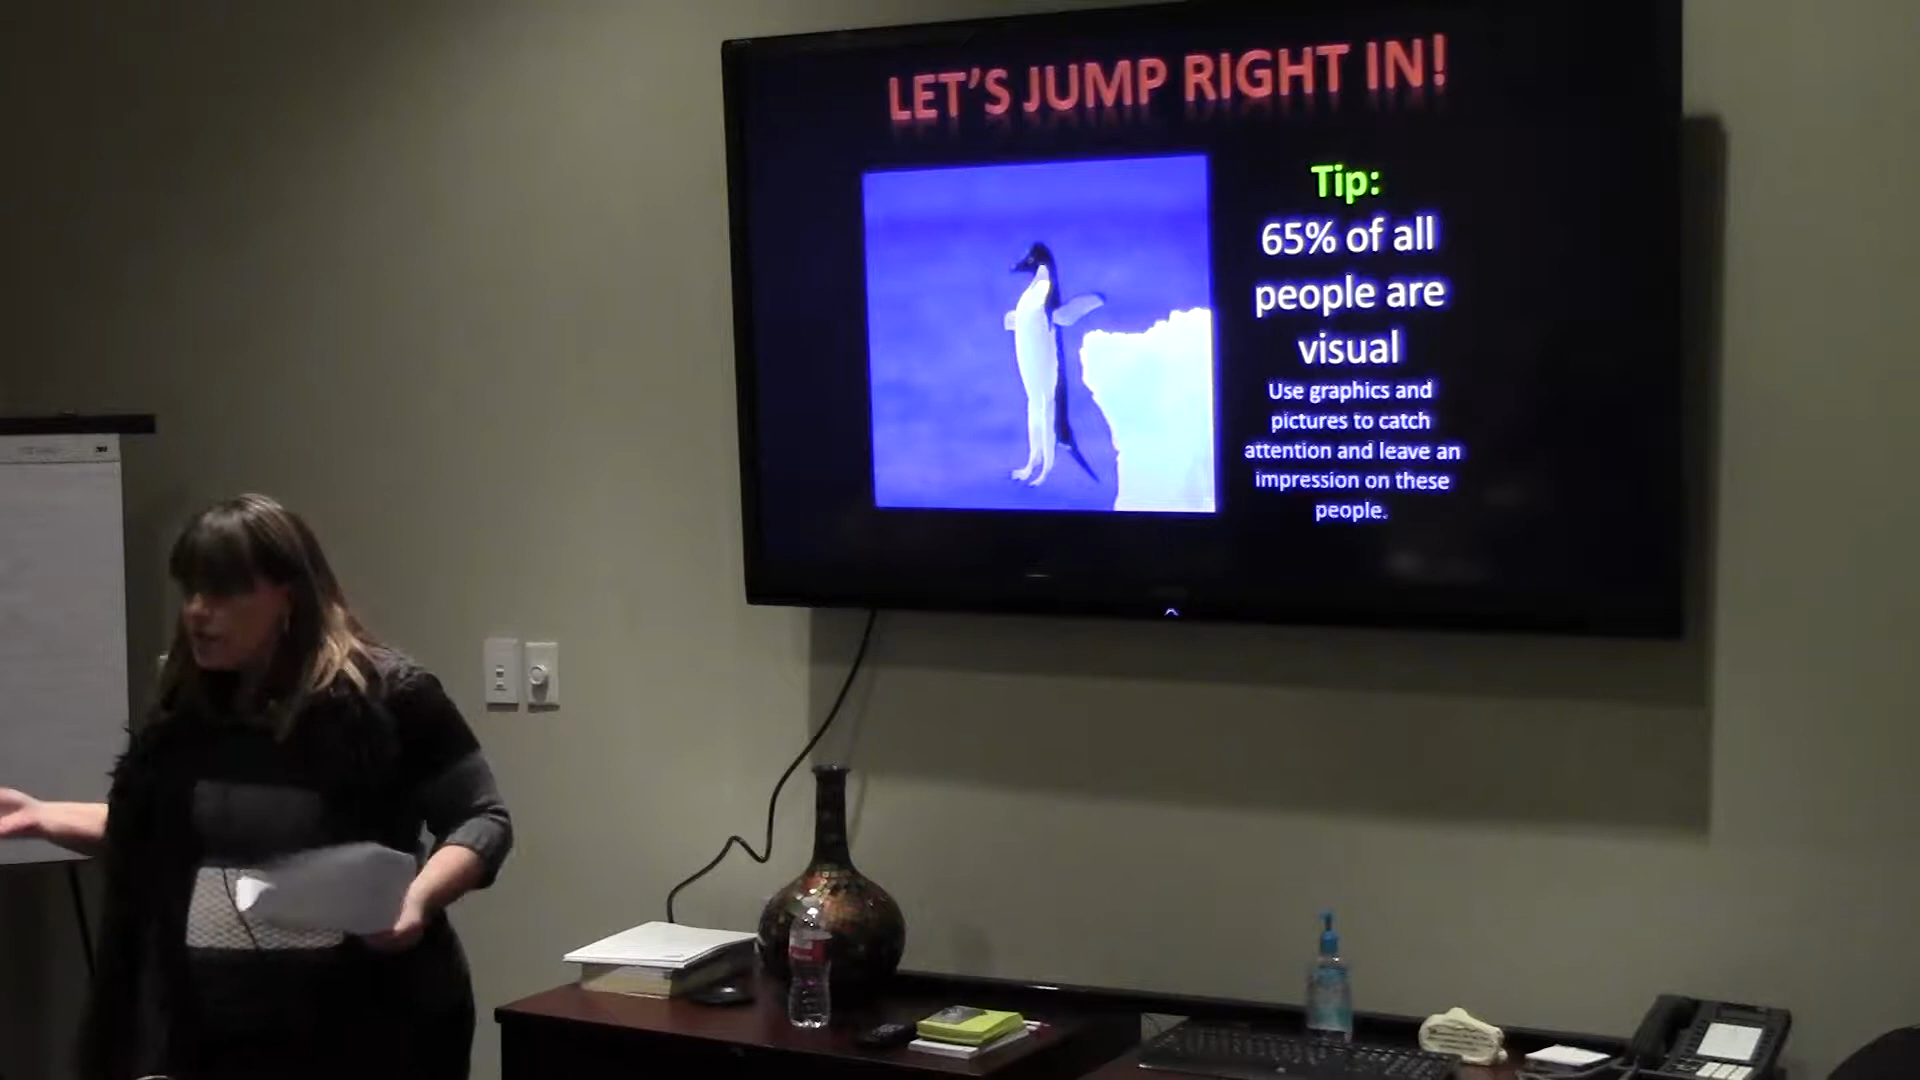 LET'S JUMP RIGHT IN!
Tip:
65% of all
people are
visual
Use graphics and
pictures to catch
attention and leave an
impression on these
people.